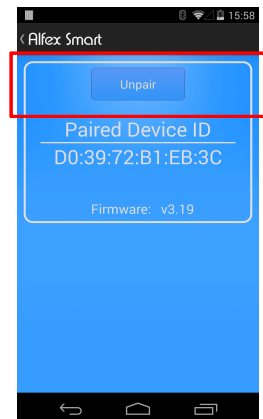 15:58
Alfex Smart
Unpair
Paired Device ID
D0:39:72:B1:EB:3C
Firmware: v3.19